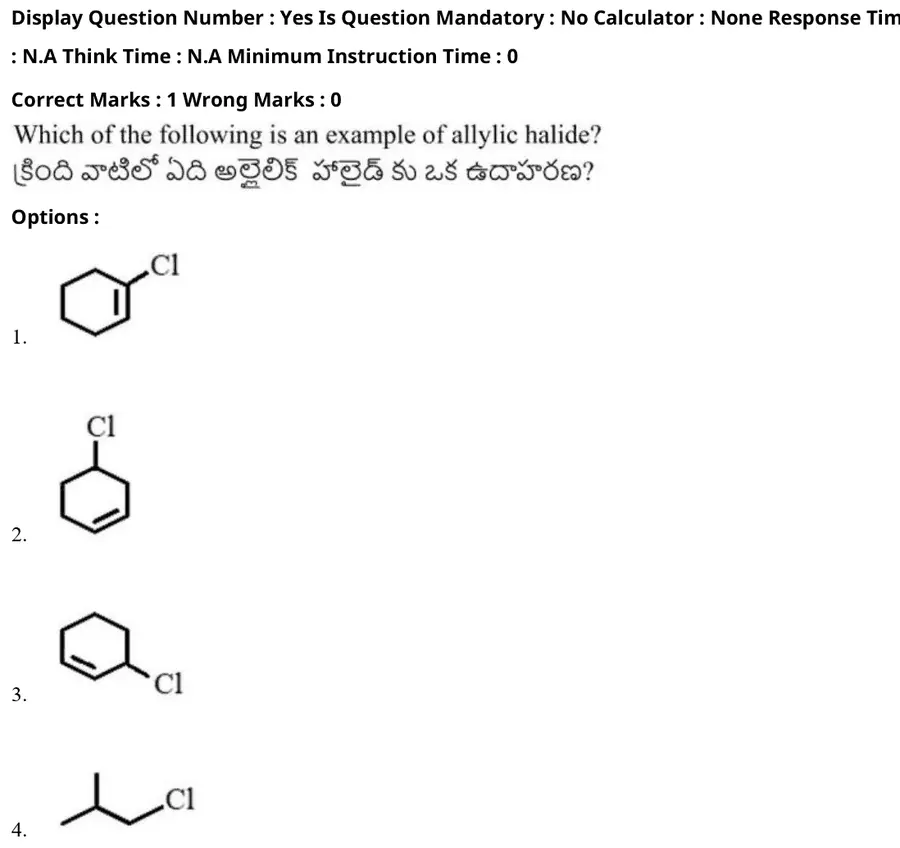 Display Question Number : Yes Is Question Mandatory : No Calculator : None Response Tim
: N.A Think Time : N.A Minimum Instruction Time : 0
Correct Marks : 1 Wrong Marks : 0
Which of the following is an example of allylic halide?
క్రింది వాటిలో ఏది అల్లైలిక్ హాలైడ్ కు ఒక ఉదాహరణ?
Options :
Cl
1.
Cl
2.
Cl
3.
Cl
4.